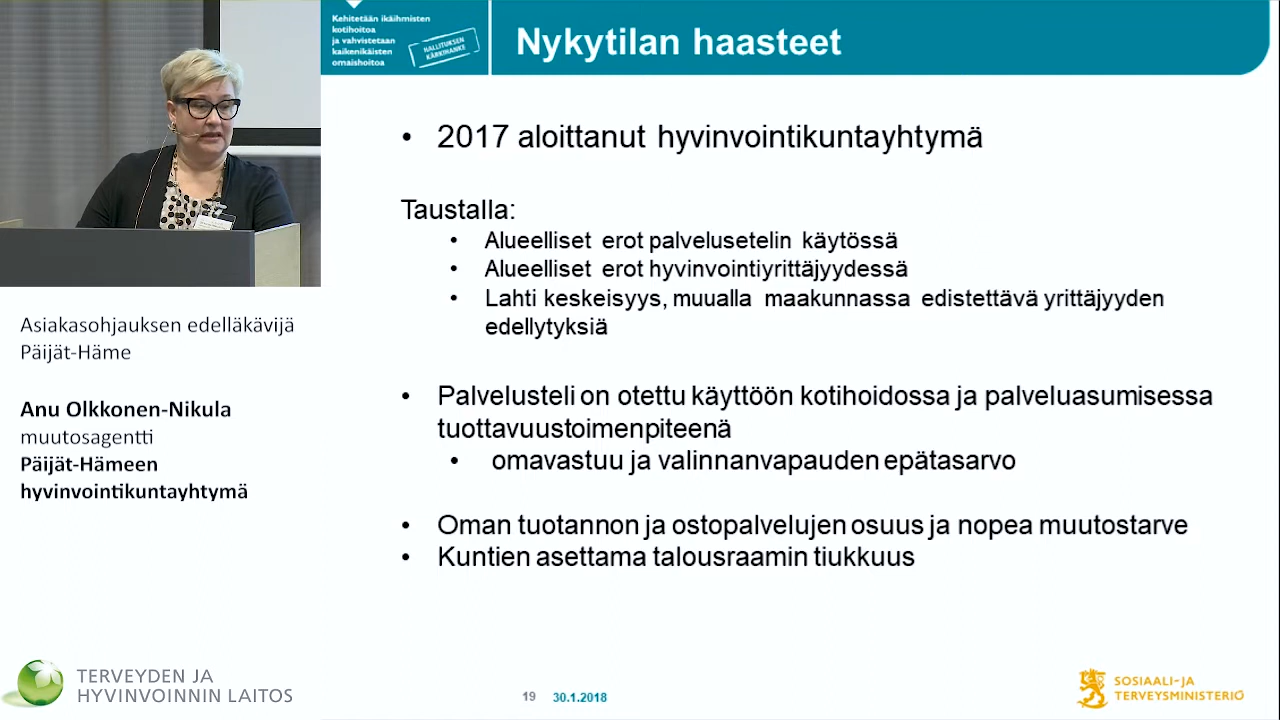 Kehitetään ikäihmisten
kotihoitoa
ja vahvistetaan
kaikenikäisten
omaishoitoa
HALLITUKSEN
KÄRKIHANKE
Nykytilan haasteet
• 2017 aloittanut hyvinvointikuntayhtymä
Taustalla:
• Alueelliset erot palvelusetelin käytössä
• Alueelliset erot hyvinvointiyrittäjyydessä
• Lahti keskeisyys, muualla maakunnassa edistettävä yrittäjyyden
edellytyksiä
• Palvelusteli on otettu käyttöön kotihoidossa ja palveluasumisessa
tuottavuustoimenpiteenä
• omavastuu ja valinnanvapauden epätasarvo
• Oman tuotannon ja ostopalvelujen osuus ja nopea muutostarve
• Kuntien asettama talousraamin tiukkuus
Asiakasohjauksen edelläkävijä
Päijät-Häme
Anu Olkkonen-Nikula
muutosagentti
Päijät-Hämeen
hyvinvointikuntayhtymä
TERVEYDEN JA
HYVINVOINNIN LAITOS
19 30.1.2018
SOSIAALI- JA
TERVEYSMINISTERIÖ